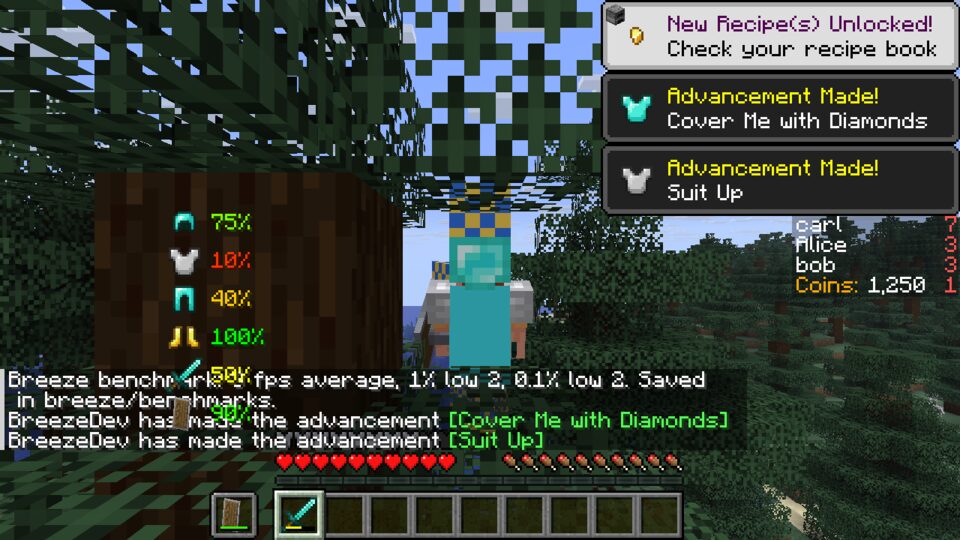 New Recipe(s) Unlocked!
Check your recipe book
Advancement Made!
Cover Me with Diamonds
Advancement Made!
Suit Up
carl 7
Alice 3
bob 3
Coins: 1,250 1
75%
10%
40%
100%
50%
90%
Breeze benchmark: fps average, 1% low 2, 0.1% low 2. Saved
in breeze/benchmarks.
BreezeDev has made the advancement [Cover Me with Diamonds]
BreezeDev has made the advancement [Suit Up]